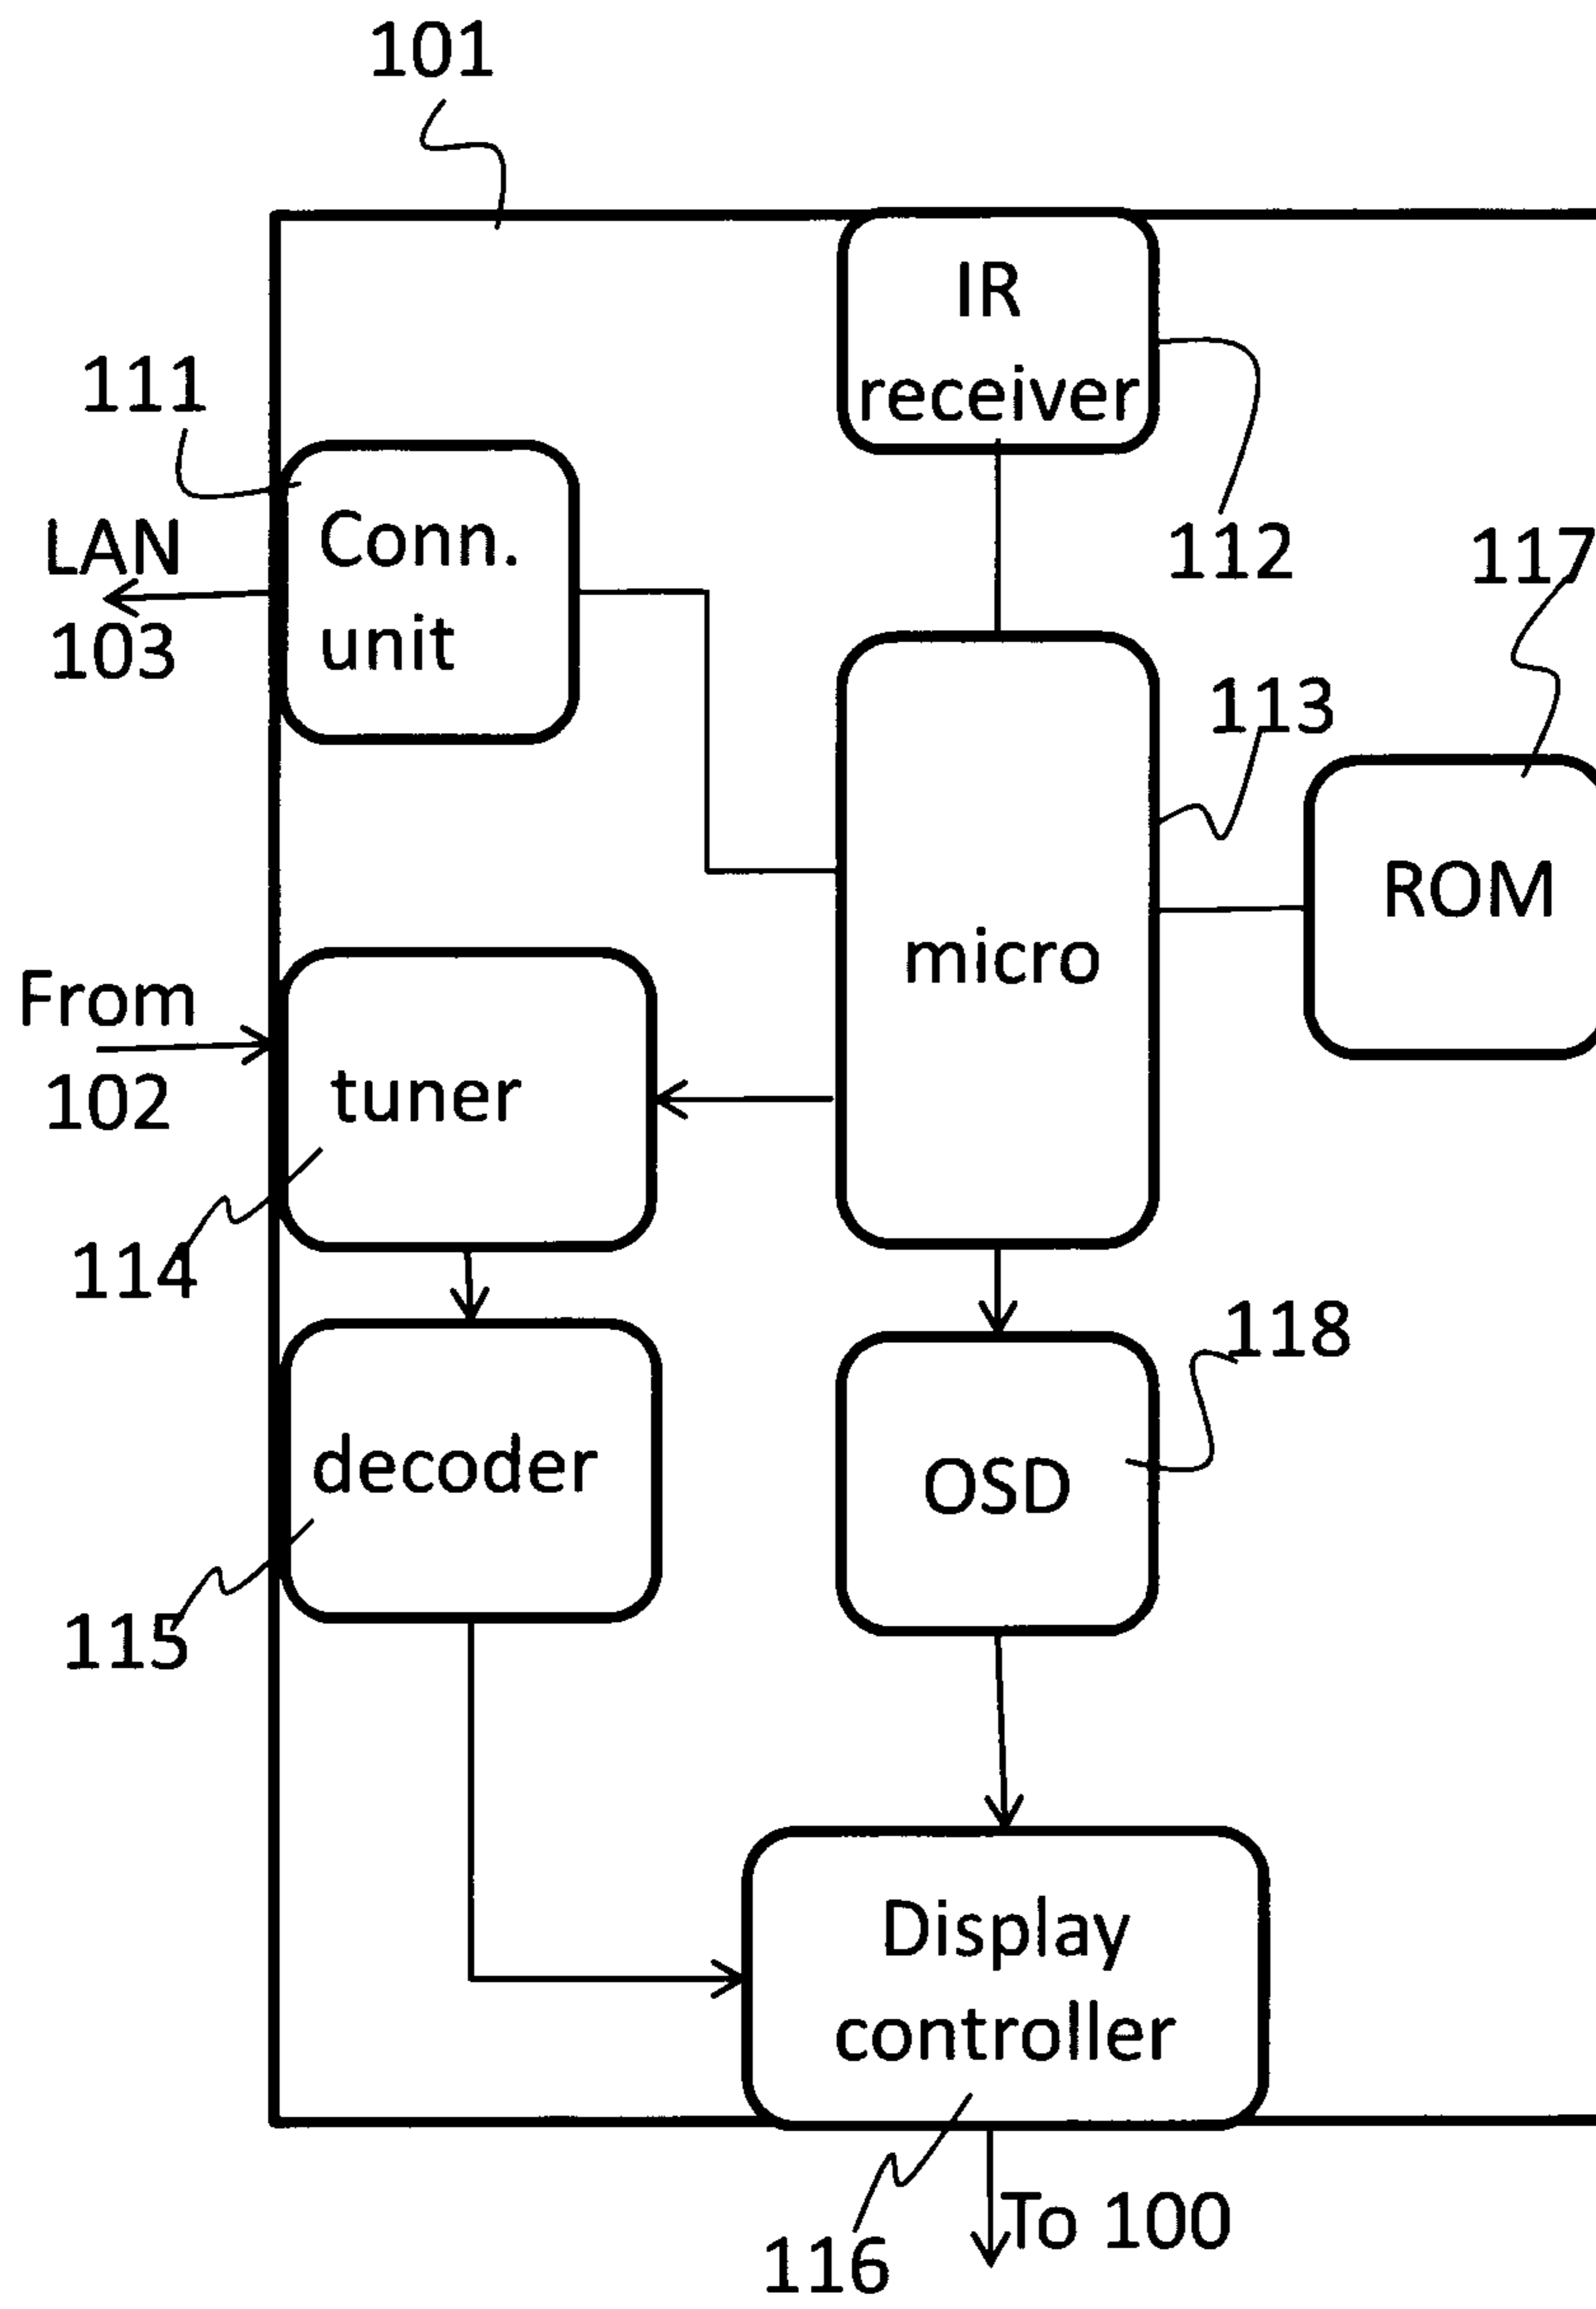 101
IR
receiver
111
Conn.
unit
LAN
103
112
117
113
ROM
micro
From
102
tuner
114
118
decoder
OSD
115
Display
controller
To 100
116